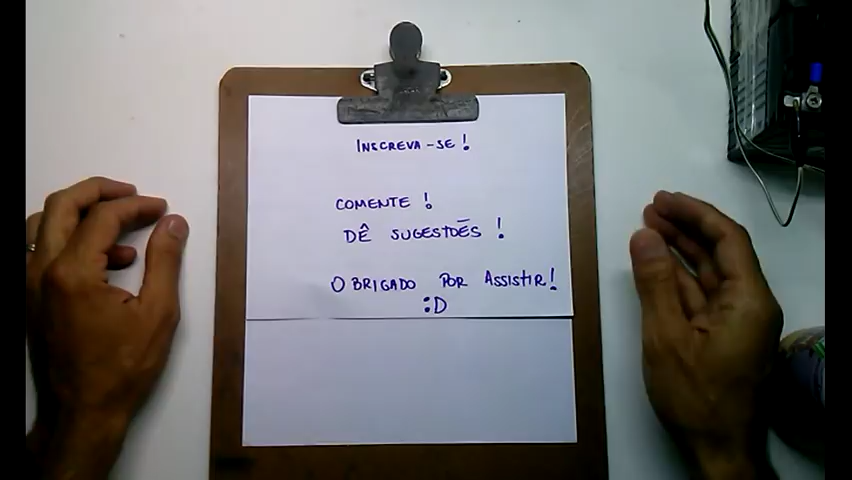 INSCREVA-SE!
COMENTE!
DÊ SUGESTÕES!
OBRIGADO POR ASSISTIR!
:D